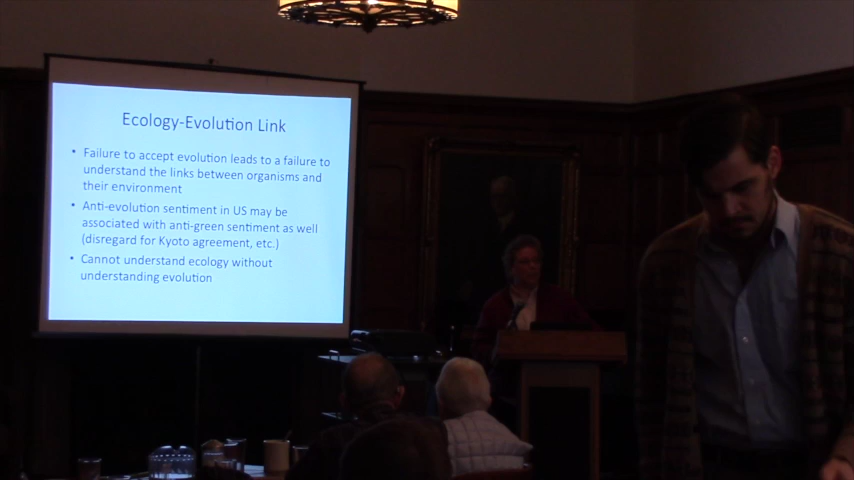 Ecology-Evolution Link
• Failure to accept evolution leads to a failure to
understand the links between organisms and
their environment
• Anti-evolution sentiment in US may be
associated with anti-green sentiment as well
(disregard for Kyoto agreement, etc.)
• Cannot understand ecology without
understanding evolution